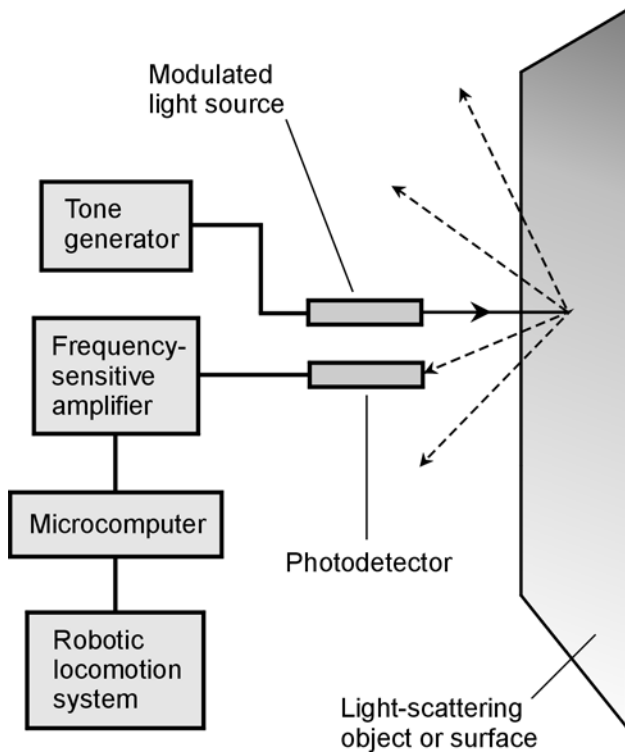 Modulated
light source
Tone
generator
Frequency-
sensitive
amplifier
Microcomputer
Photodetector
Robotic
locomotion
system
Light-scattering
object or surface